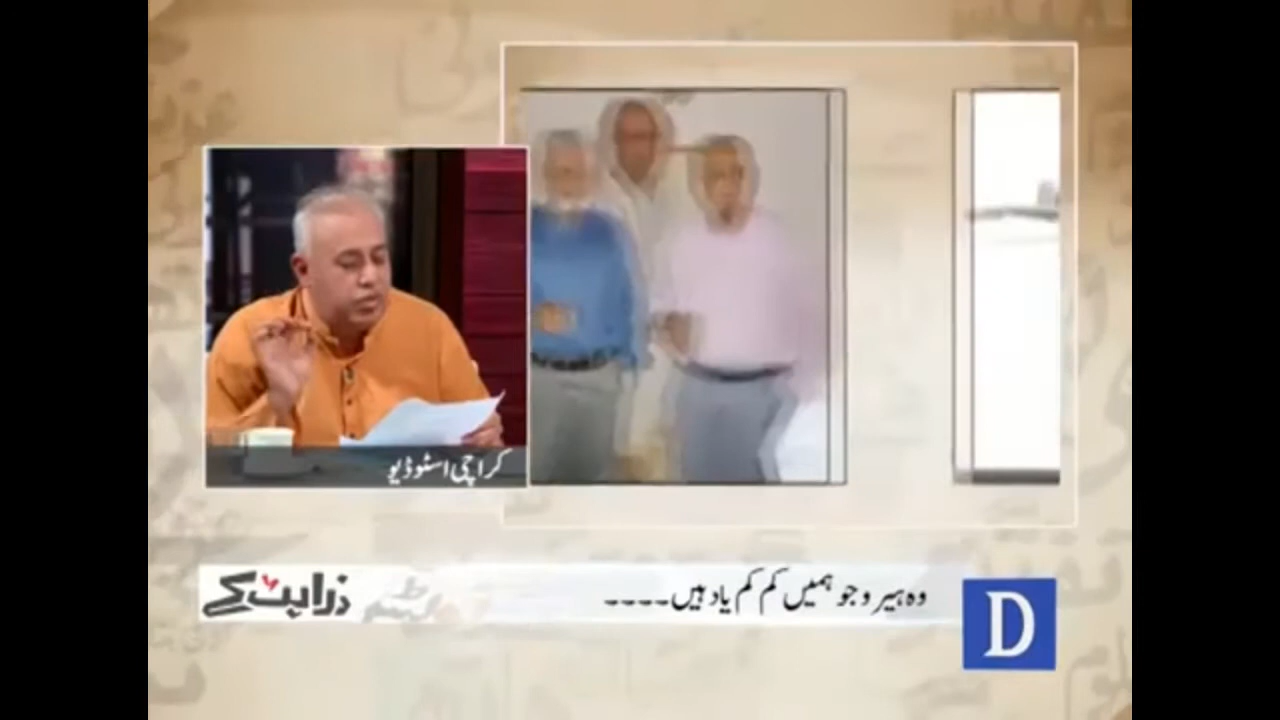 کراچی اسٹوڈیو
ذرا ہٹ کے
وہ ہیرو جو ہمیں کم کم یاد ہیں۔۔۔۔
D